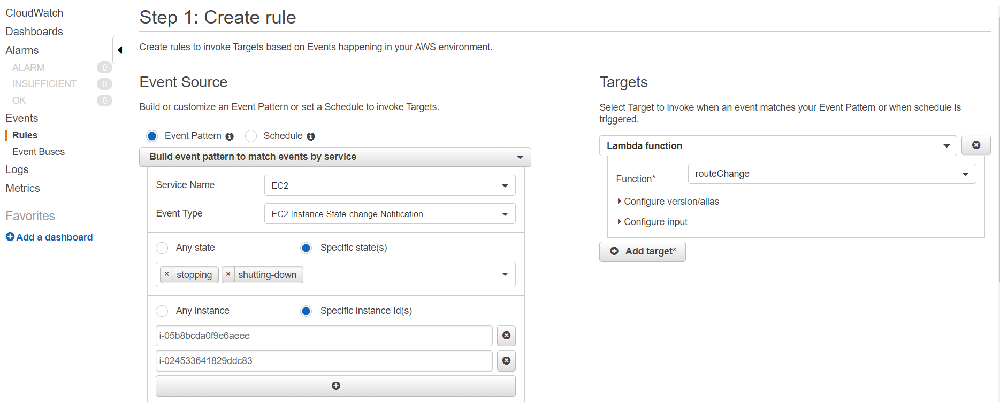 CloudWatch
Dashboards
Alarms
ALARM 0
INSUFFICIENT 0
OK 0
Events
Rules
Event Buses
Logs
Metrics
Favorites
Add a dashboard
Step 1: Create rule
Create rules to invoke Targets based on Events happening in your AWS environment.
Event Source
Build or customize an Event Pattern or set a Schedule to invoke Targets.
Event Pattern Schedule
Build event pattern to match events by service
Service Name EC2
Event Type EC2 Instance State-change Notification
Any state Specific state(s)
× stopping × shutting-down
Any instance Specific instance Id(s)
i-05b8bcda0f9e6aeee
i-024533641829ddc83
Targets
Select Target to invoke when an event matches your Event Pattern or when schedule is
triggered.
Lambda function
Function* routeChange
Configure version/alias
Configure input
Add target*